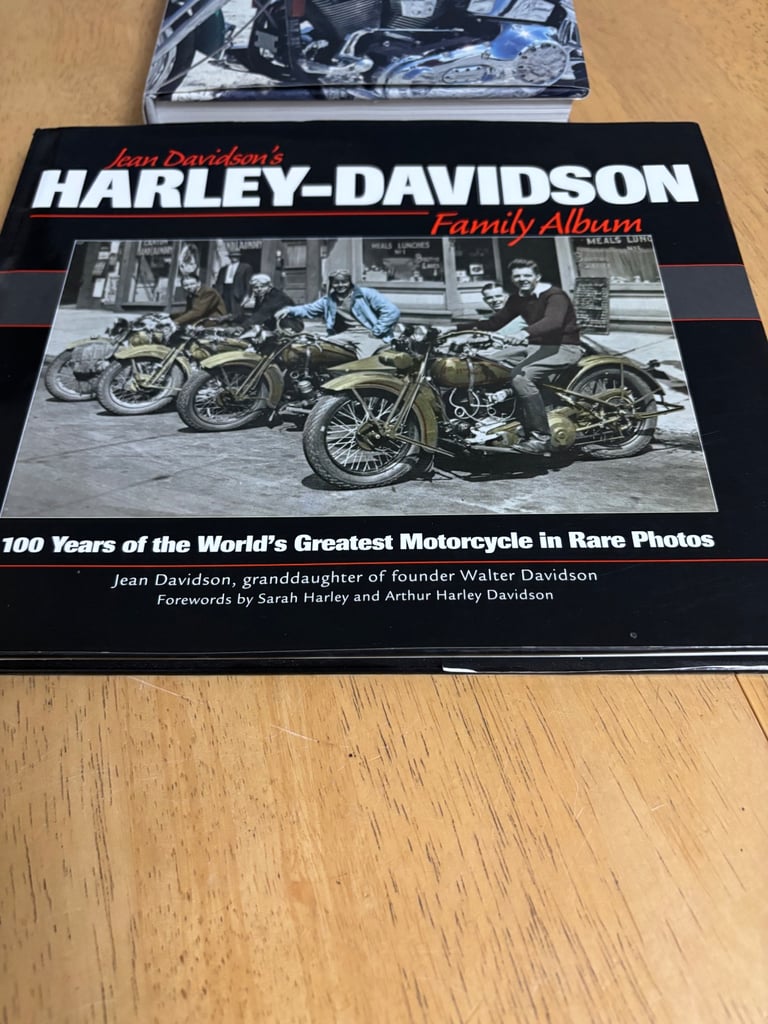 Jean Davidson's
HARLEY-DAVIDSON
Family Album
MEALS LUNCHES
MEALS LUNC
100 Years of the World's Greatest Motorcycle in Rare Photos
Jean Davidson, granddaughter of founder Walter Davidson
Forewords by Sarah Harley and Arthur Harley Davidson